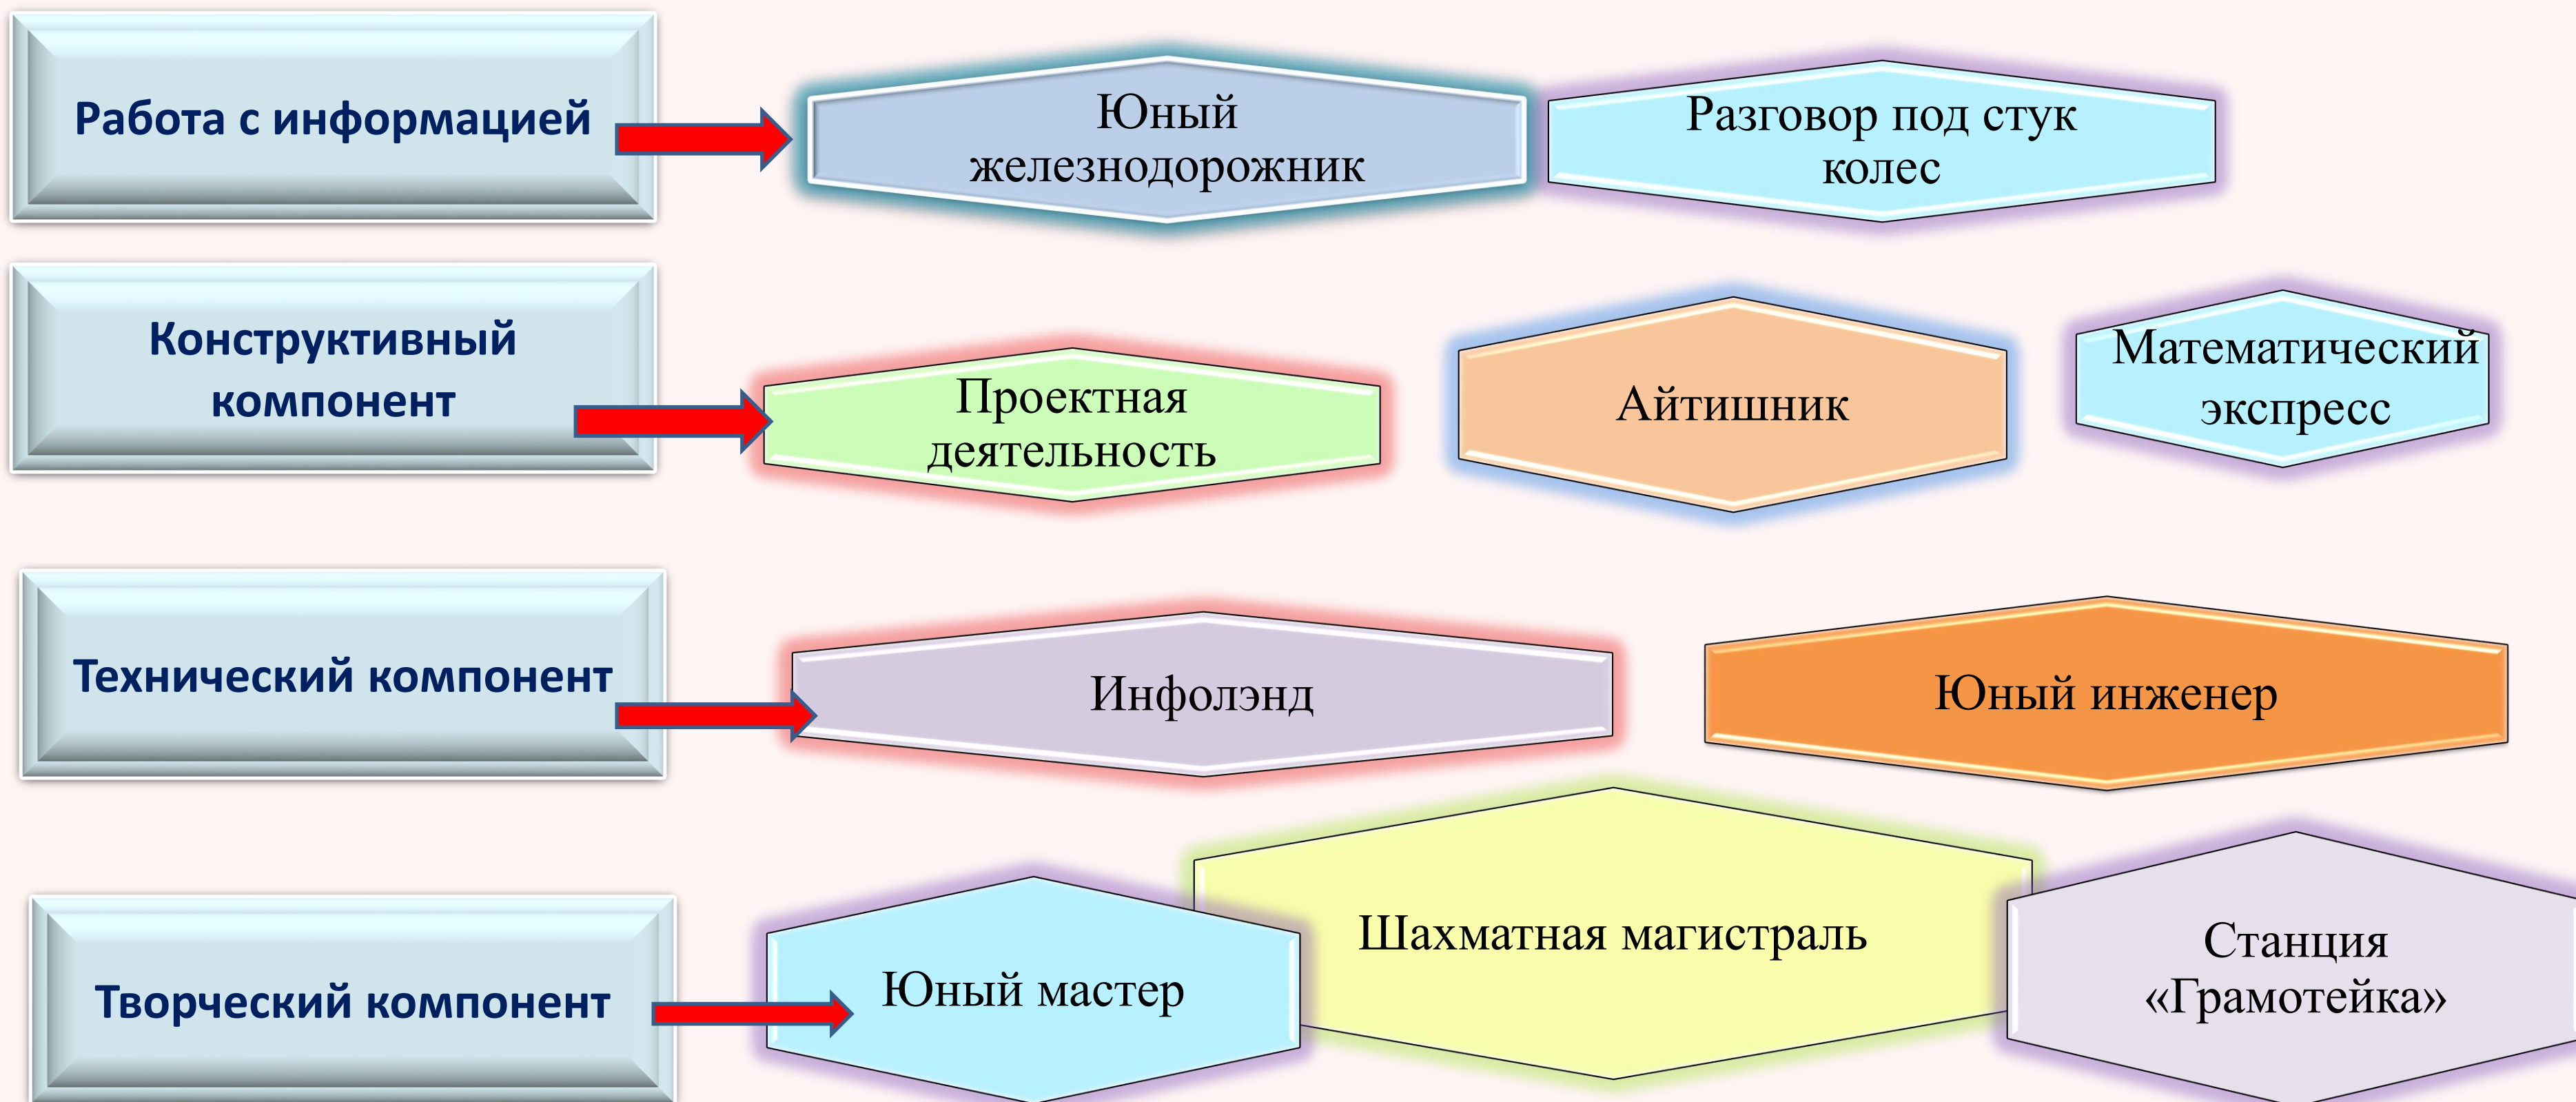 Работа с информацией
Юный
железнодорожник
Разговор под стук
колес
Конструктивный
компонент
Проектная
деятельность
Айтишник
Математический
экспресс
Технический компонент
Инфолэнд
Юный инженер
Творческий компонент
Юный мастер
Шахматная магистраль
Станция
«Грамотейка»